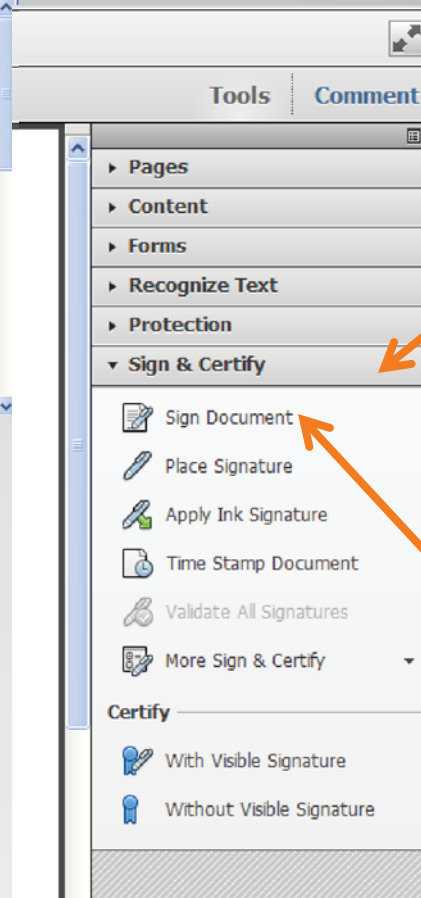 Tools Comment
Pages
Content
Forms
Recognize Text
Protection
Sign & Certify
Sign Document
Place Signature
Apply Ink Signature
Time Stamp Document
Validate All Signatures
More Sign & Certify
Certify
With Visible Signature
Without Visible Signature